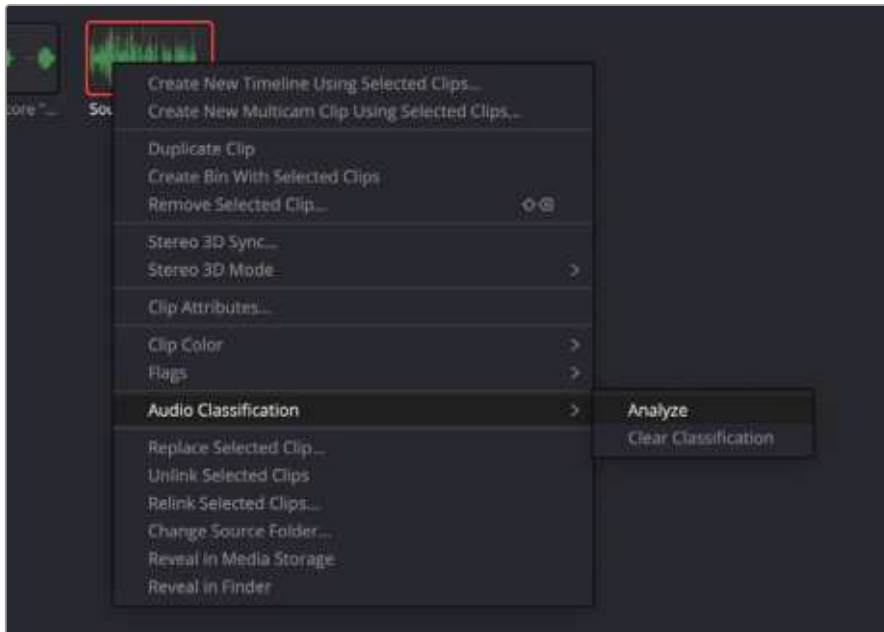 core "...
Sou
Create New Timeline Using Selected Clips...
Create New Multicam Clip Using Selected Clips...
Duplicate Clip
Create Bin With Selected Clips
Remove Selected Clip...
Stereo 3D Sync...
Stereo 3D Mode
Clip Attributes...
Clip Color
Flags
Audio Classification
Analyze
Clear Classification
Replace Selected Clip...
Unlink Selected Clips
Relink Selected Clips...
Change Source Folder...
Reveal in Media Storage
Reveal in Finder